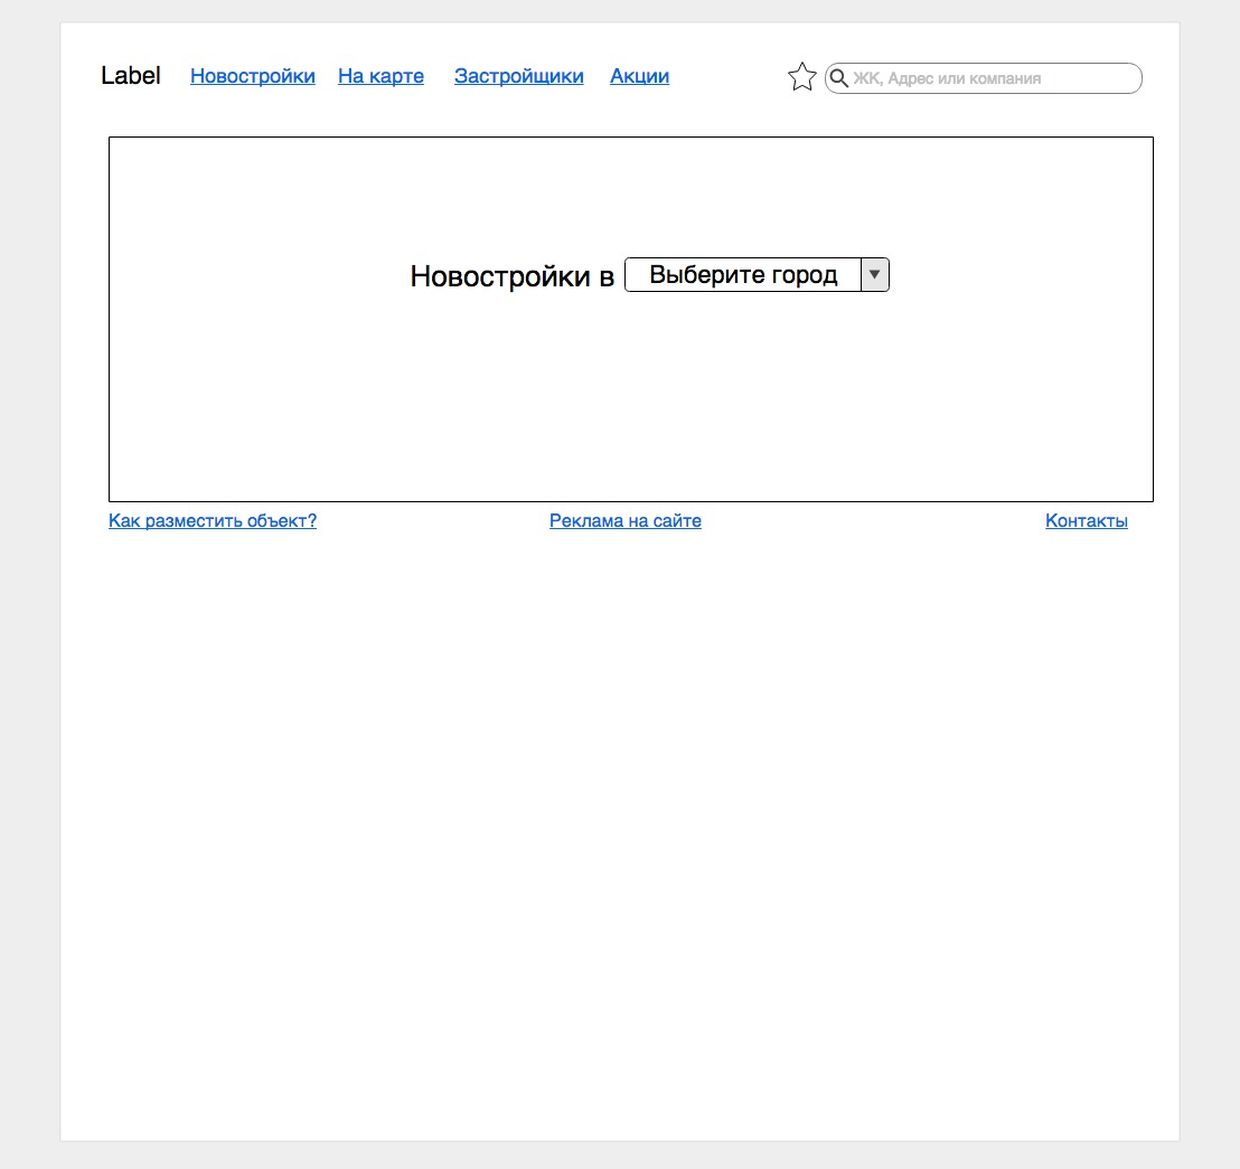 Label Новостройки На карте Застройщики Акции ЖК, Адрес или компания
Новостройки в Выберите город
Как разместить объект? Реклама на сайте Контакты